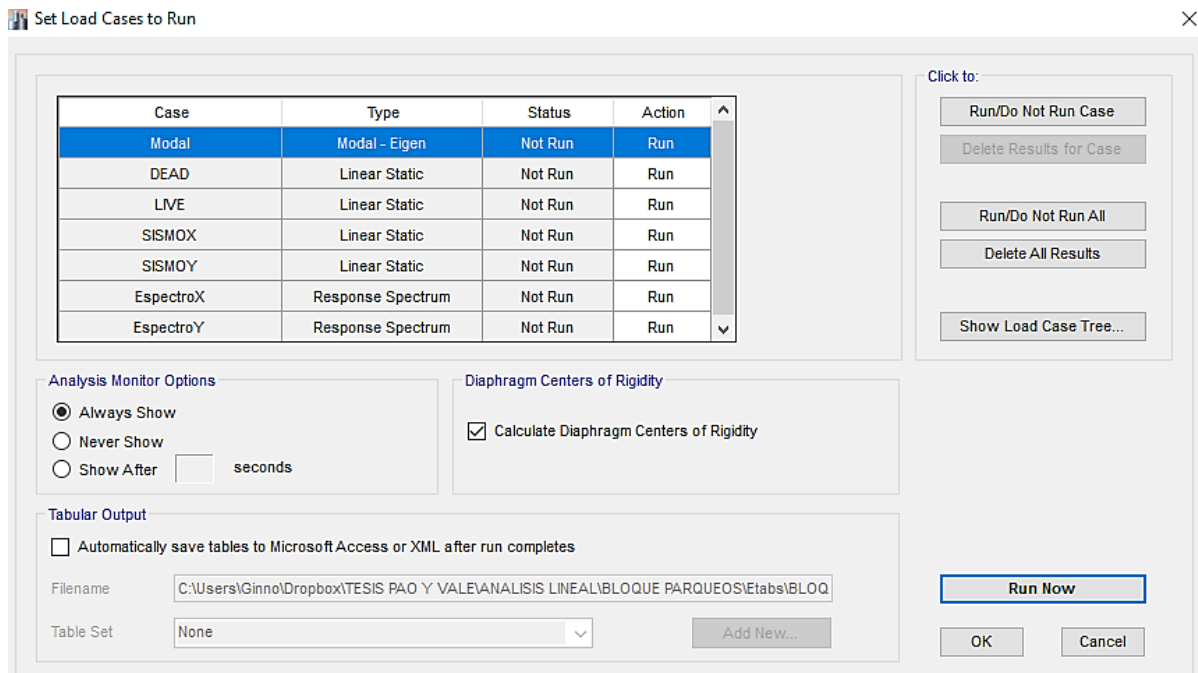 Set Load Cases to Run
Click to:
Case Type Status Action
Modal Modal - Eigen Not Run Run
DEAD Linear Static Not Run Run
LIVE Linear Static Not Run Run
SISMOX Linear Static Not Run Run
SISMOY Linear Static Not Run Run
EspectroX Response Spectrum Not Run Run
EspectroY Response Spectrum Not Run Run
Run/Do Not Run Case
Delete Results for Case
Run/Do Not Run All
Delete All Results
Show Load Case Tree...
Analysis Monitor Options
Always Show
Never Show
Show After seconds
Diaphragm Centers of Rigidity
Calculate Diaphragm Centers of Rigidity
Tabular Output
Automatically save tables to Microsoft Access or XML after run completes
Filename C:\Users\Ginno\Dropbox\TESIS PAO Y VALE\ANALISIS LINEAL\BLOQUE PARQUEOS\Etabs\BLOQ
Table Set None Add New...
Run Now
OK Cancel